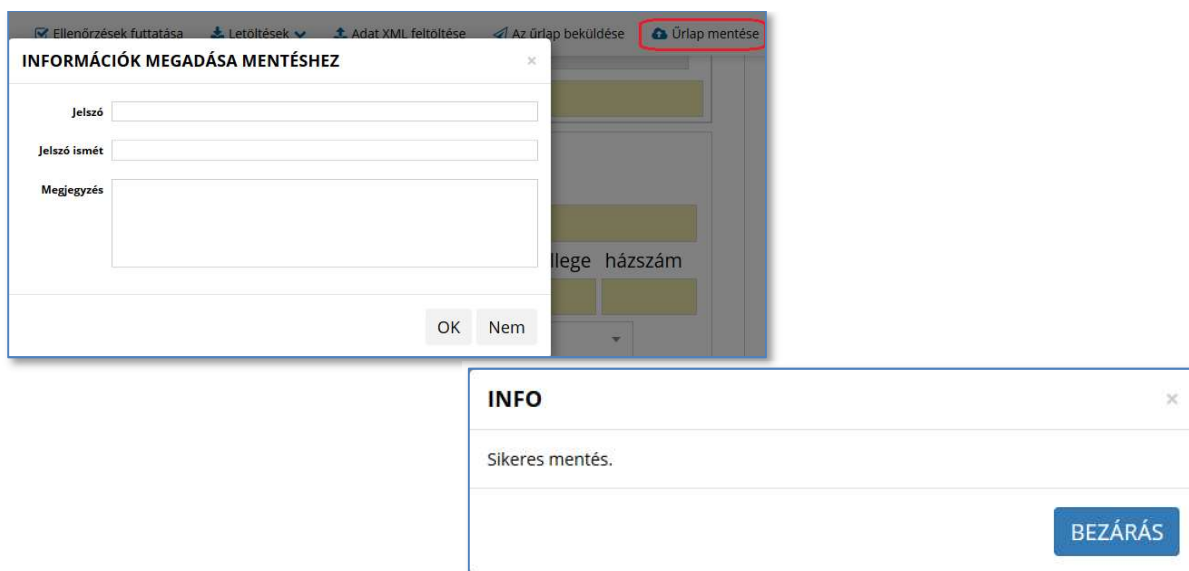 Ellenőrzések futtatása Letöltések Adat XML feltöltése Az űrlap beküldése Űrlap mentése
INFORMÁCIÓK MEGADÁSA MENTÉSHEZ ×
Jelszó
Jelszó ismét
Megjegyzés
llege házszám
OK Nem
INFO ×
Sikeres mentés.
BEZÁRÁS